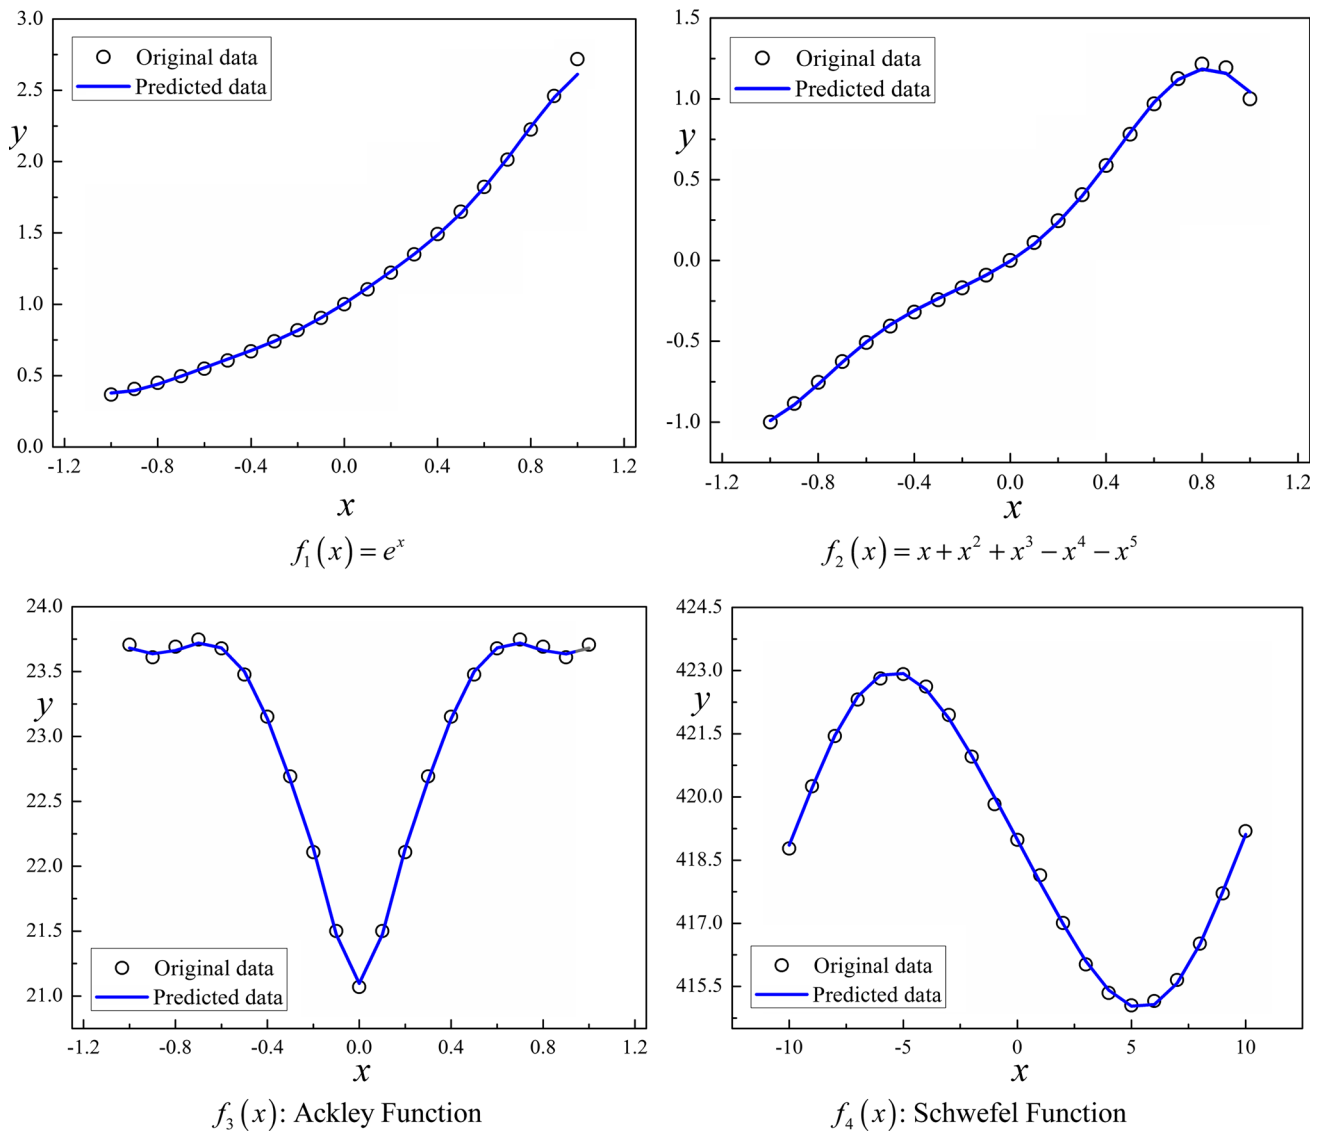 3.0
2.5
2.0
1.5
1.0
0.5
0.0
y
Original data
Predicted data
-1.2 -0.8 -0.4 0.0 0.4 0.8 1.2
x
f₁(x) = eˣ
1.5
1.0
0.5
0.0
-0.5
-1.0
y
Original data
Predicted data
-1.2 -0.8 -0.4 0.0 0.4 0.8 1.2
x
f₂(x) = x + x² + x³ − x⁴ − x⁵
24.0
23.5
23.0
22.5
22.0
21.5
21.0
y
Original data
Predicted data
-1.2 -0.8 -0.4 0.0 0.4 0.8 1.2
x
f₃(x): Ackley Function
424.5
423.0
421.5
420.0
418.5
417.0
415.5
y
Original data
Predicted data
-10 -5 0 5 10
x
f₄(x): Schwefel Function